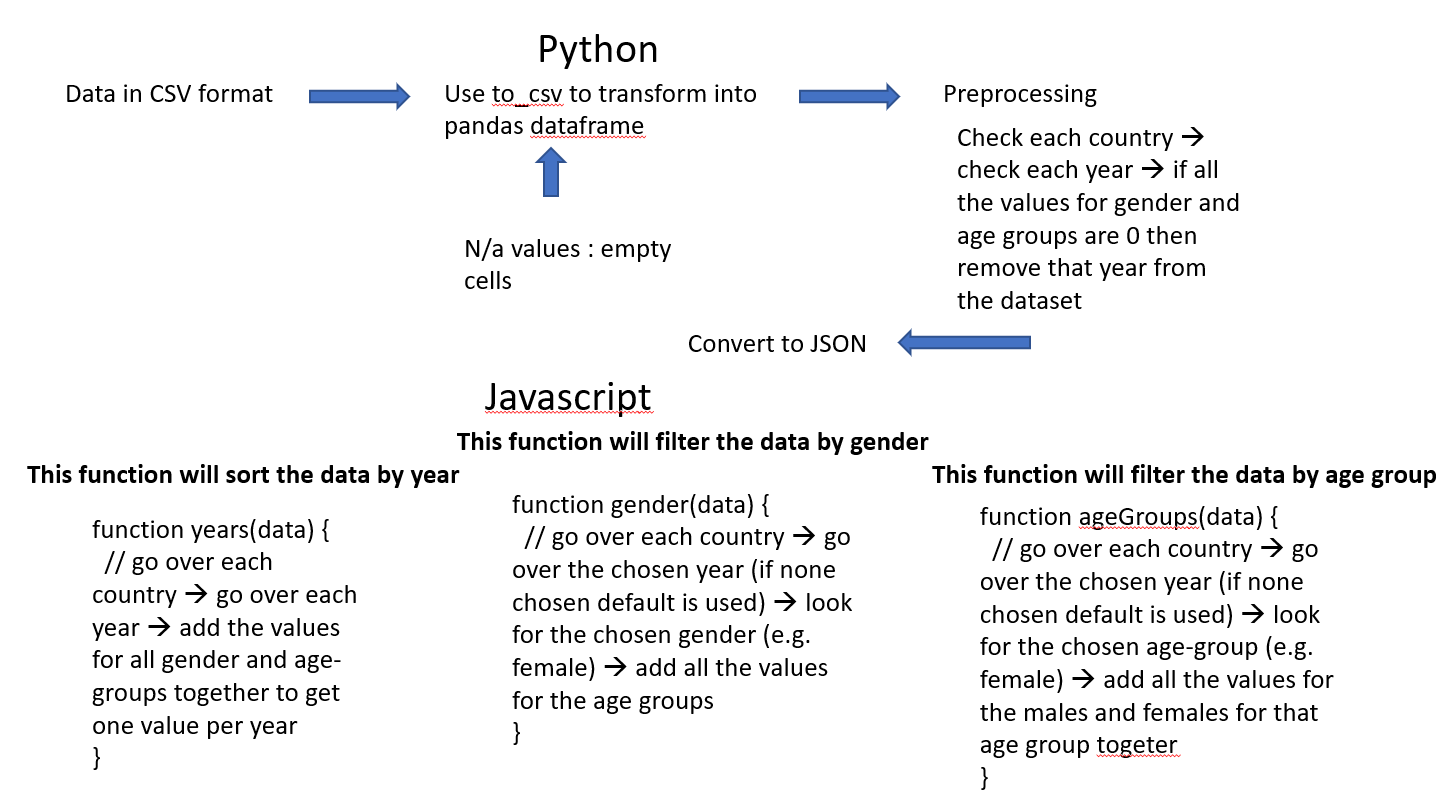 Python
Data in CSV format
Use to_csv to transform into
pandas dataframe
N/a values : empty
cells
Preprocessing
Check each country →
check each year → if all
the values for gender and
age groups are 0 then
remove that year from
the dataset
Convert to JSON
Javascript
This function will sort the data by year
function years(data) {
// go over each
country → go over each
year → add the values
for all gender and age-
groups together to get
one value per year
}
This function will filter the data by gender
function gender(data) {
// go over each country → go
over the chosen year (if none
chosen default is used) → look
for the chosen gender (e.g.
female) → add all the values
for the age groups
}
This function will filter the data by age group
function ageGroups(data) {
// go over each country → go
over the chosen year (if none
chosen default is used) → look
for the chosen age-group (e.g.
female) → add all the values for
the males and females for that
age group togeter
}